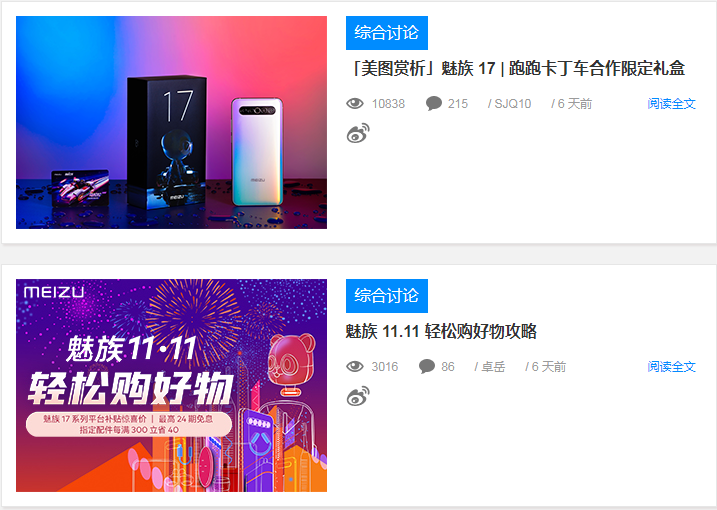 综合讨论
「美图赏析」魅族 17 | 跑跑卡丁车合作限定礼盒
10838 215 / SJQ10 / 6 天前 阅读全文
17
MEIZU
MEIZU
综合讨论
魅族 11.11 轻松购好物攻略
3016 86 / 卓岳 / 6 天前 阅读全文
MEIZU
魅族 11·11
轻松购好物
魅族 17 系列平台补贴惊喜价 | 最高 24 期免息
指定配件每满 300 立省 40